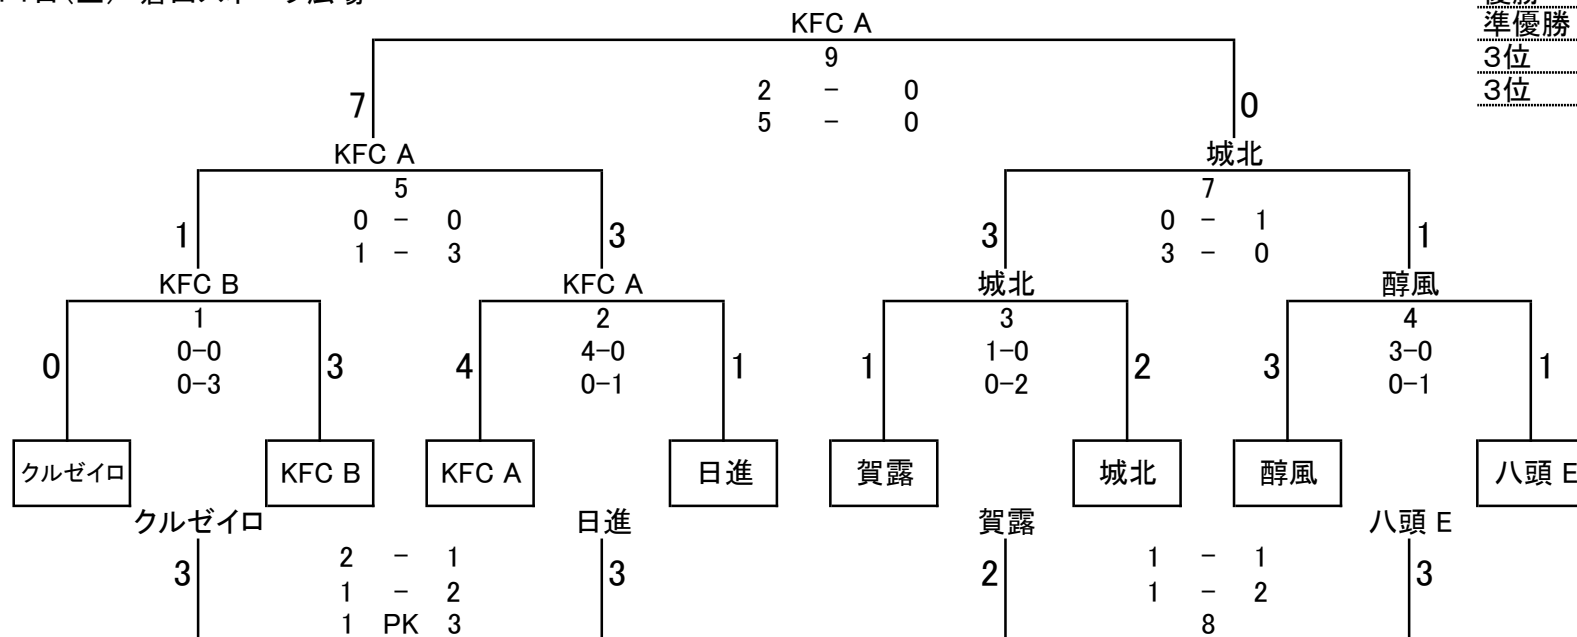 優勝
準優勝
3位
3位
KFC A
9
7 2 － 0 0
5 － 0
KFC A 城北
5 7
1 0 － 0 3 3 0 － 1 1
1 － 3 3 － 0
KFC B KFC A 城北 醇風
1 2 3 4
0 0-0 3 4 4-0 1 1 1-0 2 3 3-0 1
0-3 0-1 0-2 0-1
クルゼイロ KFC B KFC A 日進 賀露 城北 醇風 八頭 E
クルゼイロ 日進 賀露 八頭 E
3 2 － 1 3 2 1 － 1 3
1 － 2 1 － 2
1 PK 3 8